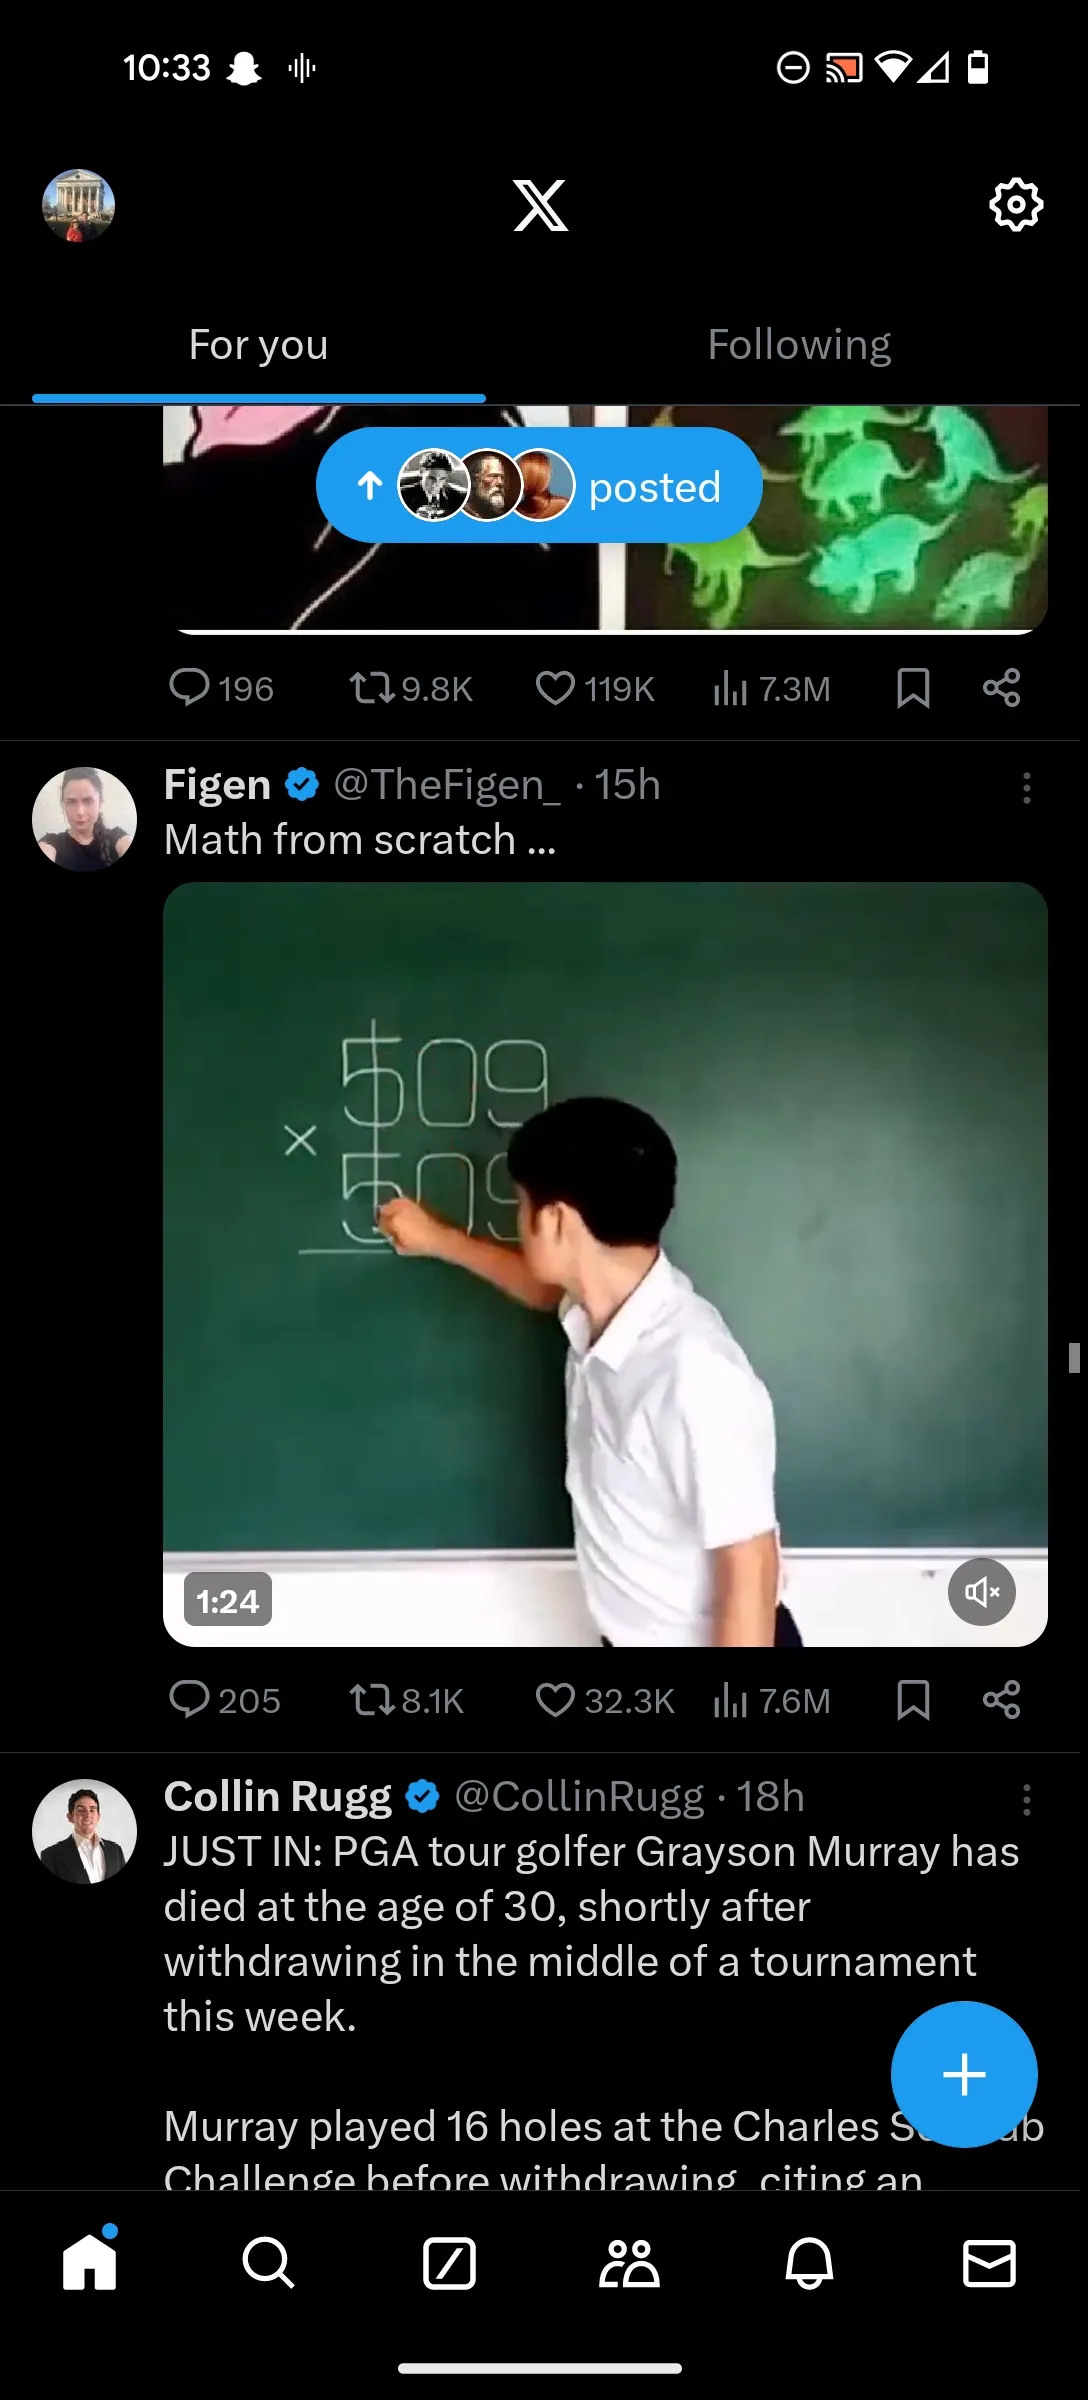 10:33
For you Following
posted
196 9.8K 119K 7.3M
Figen @TheFigen_ · 15h
Math from scratch ...
509
×
509
1:24
205 8.1K 32.3K 7.6M
Collin Rugg @CollinRugg · 18h
JUST IN: PGA tour golfer Grayson Murray has
died at the age of 30, shortly after
withdrawing in the middle of a tournament
this week.
Murray played 16 holes at the Charles
Challenge before withdrawing, citing an